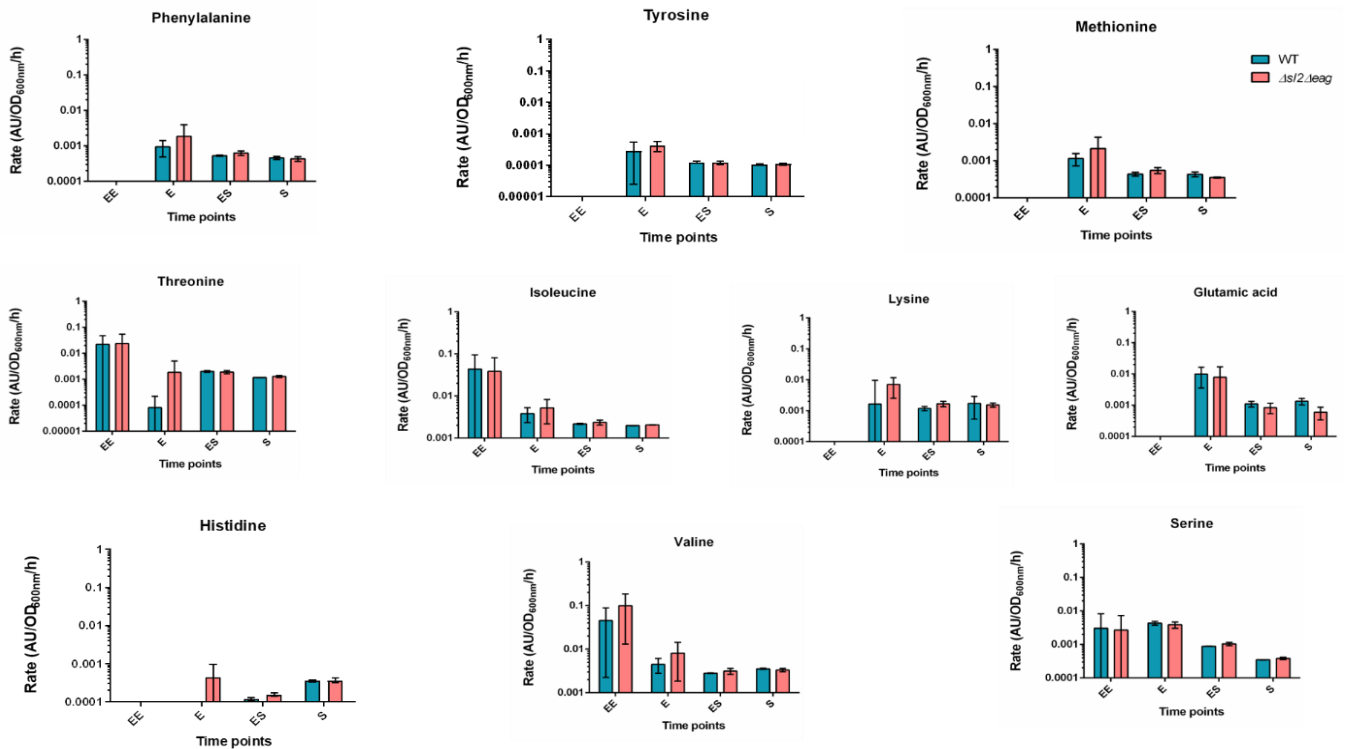 Phenylalanine
Rate (AU/OD600nm/h)
1
0.1
0.01
0.001
0.0001
EE
E
ES
S
Time points
Tyrosine
Rate (AU/OD600nm/h)
1
0.1
0.01
0.001
0.0001
0.00001
EE
E
ES
S
Time points
Methionine
Rate (AU/OD600nm/h)
1
0.1
0.01
0.001
0.0001
EE
E
ES
S
Time points
WT
Δsl2Δeag
Threonine
Rate (AU/OD600nm/h)
1
0.1
0.01
0.001
0.0001
0.00001
EE
E
ES
S
Time points
Isoleucine
Rate (AU/OD600nm/h)
1
0.1
0.01
0.001
EE
E
ES
S
Time points
Lysine
Rate (AU/OD600nm/h)
1
0.1
0.01
0.001
0.0001
EE
E
ES
S
Time points
Glutamic acid
Rate (AU/OD600nm/h)
1
0.1
0.01
0.001
0.0001
EE
E
ES
S
Time points
Histidine
Rate (AU/OD600nm/h)
1
0.1
0.01
0.001
0.0001
EE
E
ES
S
Time points
Valine
Rate (AU/OD600nm/h)
1
0.1
0.01
0.001
EE
E
ES
S
Time points
Serine
Rate (AU/OD600nm/h)
1
0.1
0.01
0.001
0.0001
EE
E
ES
S
Time points